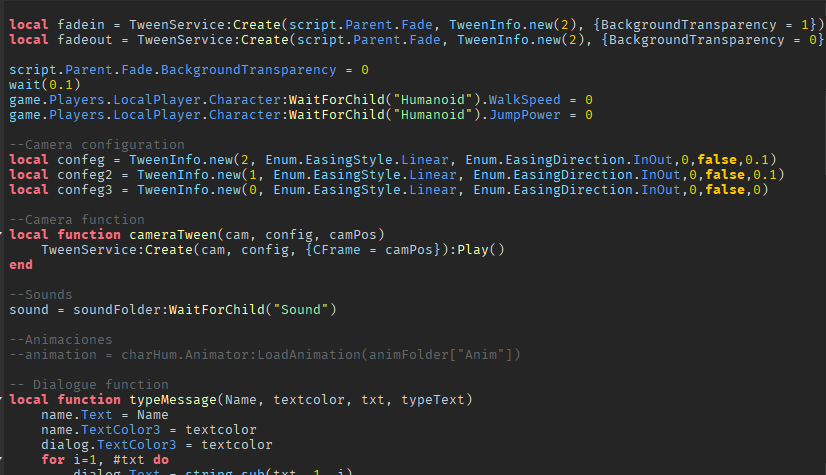 local fadein = TweenService:Create(script.Parent.Fade, TweenInfo.new(2), {BackgroundTransparency = 1})
local fadeout = TweenService:Create(script.Parent.Fade, TweenInfo.new(2), {BackgroundTransparency = 0}
script.Parent.Fade.BackgroundTransparency = 0
wait(0.1)
game.Players.LocalPlayer.Character:WaitForChild("Humanoid").WalkSpeed = 0
game.Players.LocalPlayer.Character:WaitForChild("Humanoid").JumpPower = 0
--Camera configuration
local confeg = TweenInfo.new(2, Enum.EasingStyle.Linear, Enum.EasingDirection.InOut,0,false,0.1)
local confeg2 = TweenInfo.new(1, Enum.EasingStyle.Linear, Enum.EasingDirection.InOut,0,false,0.1)
local confeg3 = TweenInfo.new(0, Enum.EasingStyle.Linear, Enum.EasingDirection.InOut,0,false,0)
--Camera function
local function cameraTween(cam, config, camPos)
TweenService:Create(cam, config, {CFrame = camPos}):Play()
end
--Sounds
sound = soundFolder:WaitForChild("Sound")
--Animaciones
--animation = charHum.Animator:LoadAnimation(animFolder["Anim"])
-- Dialogue function
local function typeMessage(Name, textcolor, txt, typeText)
name.Text = Name
name.TextColor3 = textcolor
dialog.TextColor3 = textcolor
for i=1, #txt do
dialog.Text = string.sub(txt, 1, i)